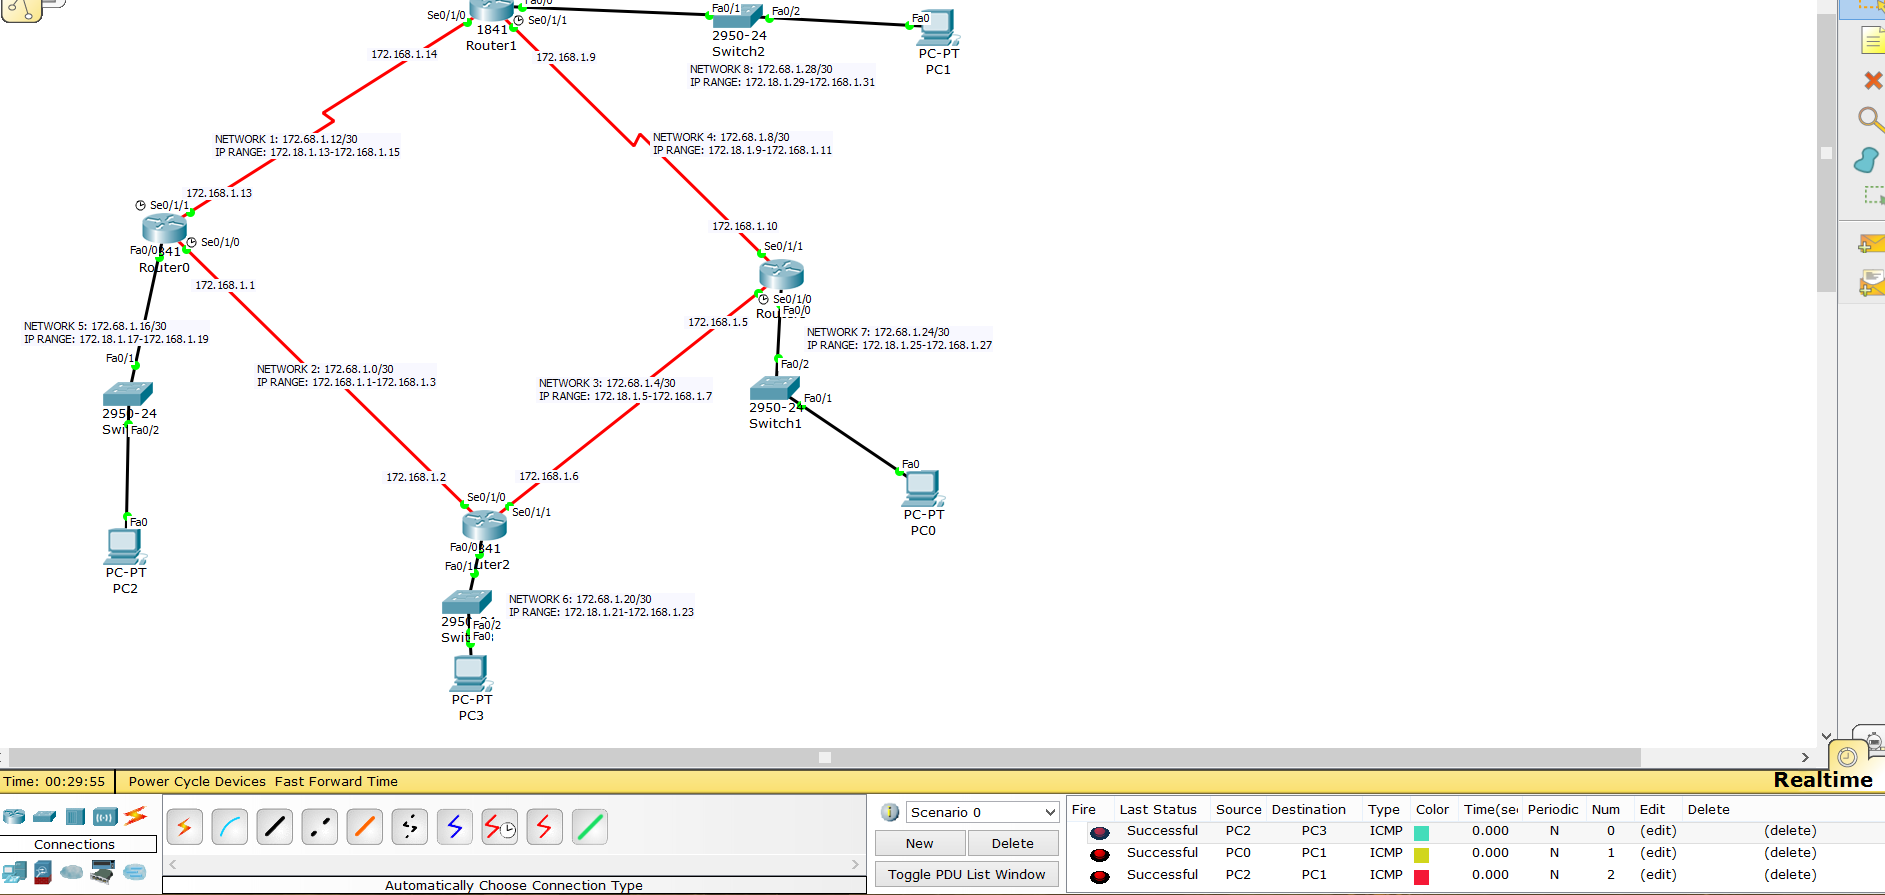 Fa0/0
Se0/1/0
Se0/1/1
1841
Router1
172.168.1.14
172.168.1.9
Fa0/1
Fa0/2
2950-24
Switch2
Fa0
PC-PT
PC1
NETWORK 8: 172.68.1.28/30
IP RANGE: 172.18.1.29-172.168.1.31
NETWORK 1: 172.68.1.12/30
IP RANGE: 172.18.1.13-172.168.1.15
NETWORK 4: 172.68.1.8/30
IP RANGE: 172.18.1.9-172.168.1.11
172.168.1.13
Se0/1/1
Se0/1/0
Fa0/0
841
Router0
172.168.1.1
172.168.1.10
Se0/1/1
Se0/1/0
Fa0/0
172.168.1.5
NETWORK 5: 172.68.1.16/30
IP RANGE: 172.18.1.17-172.168.1.19
Fa0/1
2950-24
Fa0/2
Fa0
PC-PT
PC2
NETWORK 7: 172.68.1.24/30
IP RANGE: 172.18.1.25-172.168.1.27
Fa0/2
Fa0/1
2950-24
Switch1
Fa0
PC-PT
PC0
NETWORK 2: 172.68.1.0/30
IP RANGE: 172.168.1.1-172.168.1.3
NETWORK 3: 172.68.1.4/30
IP RANGE: 172.18.1.5-172.168.1.7
172.168.1.2
172.168.1.6
Se0/1/0
Se0/1/1
Fa0/0
841
uter2
Fa0/1
NETWORK 6: 172.68.1.20/30
IP RANGE: 172.18.1.21-172.168.1.23
Fa0/2
Fa0
PC-PT
PC3
Time: 00:29:55 Power Cycle Devices Fast Forward Time
Realtime
Connections
Automatically Choose Connection Type
Scenario 0
New Delete
Toggle PDU List Window
Fire Last Status Source Destination Type Color Time(sec Periodic Num Edit Delete
Successful PC2 PC3 ICMP 0.000 N 0 (edit) (delete)
Successful PC0 PC1 ICMP 0.000 N 1 (edit) (delete)
Successful PC2 PC1 ICMP 0.000 N 2 (edit) (delete)